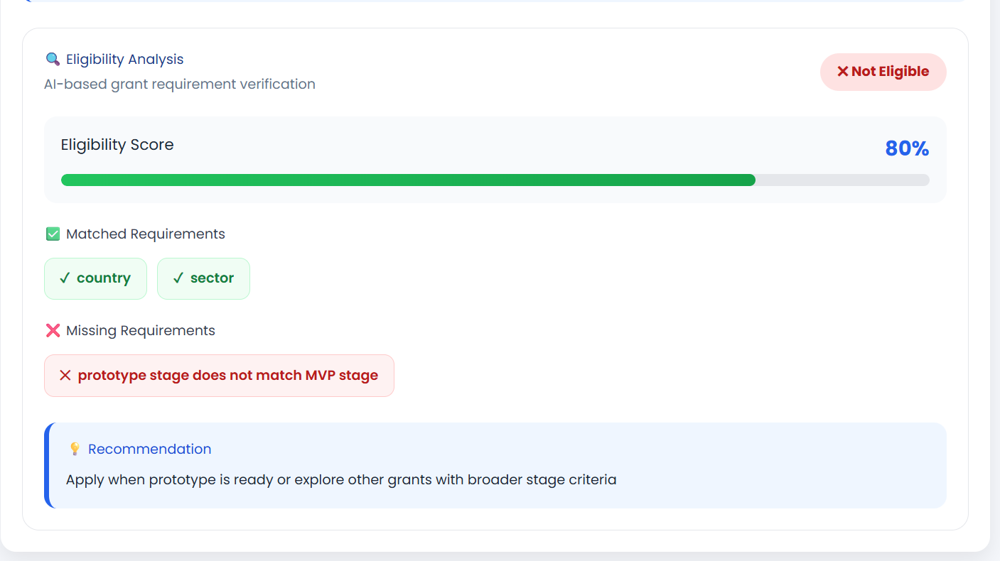 🔍 Eligibility Analysis
AI-based grant requirement verification
❌ Not Eligible
Eligibility Score
80%
✅ Matched Requirements
✓ country
✓ sector
❌ Missing Requirements
✕ prototype stage does not match MVP stage
💡 Recommendation
Apply when prototype is ready or explore other grants with broader stage criteria